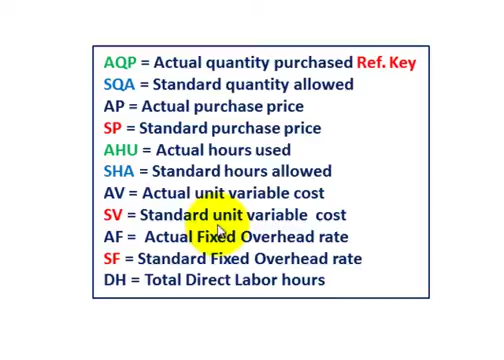 AQP = Actual quantity purchased Ref. Key
SQA = Standard quantity allowed
AP = Actual purchase price
SP = Standard purchase price
AHU = Actual hours used
SHA = Standard hours allowed
AV = Actual unit variable cost
SV = Standard unit variable cost
AF = Actual Fixed Overhead rate
SF = Standard Fixed Overhead rate
DH = Total Direct Labor hours